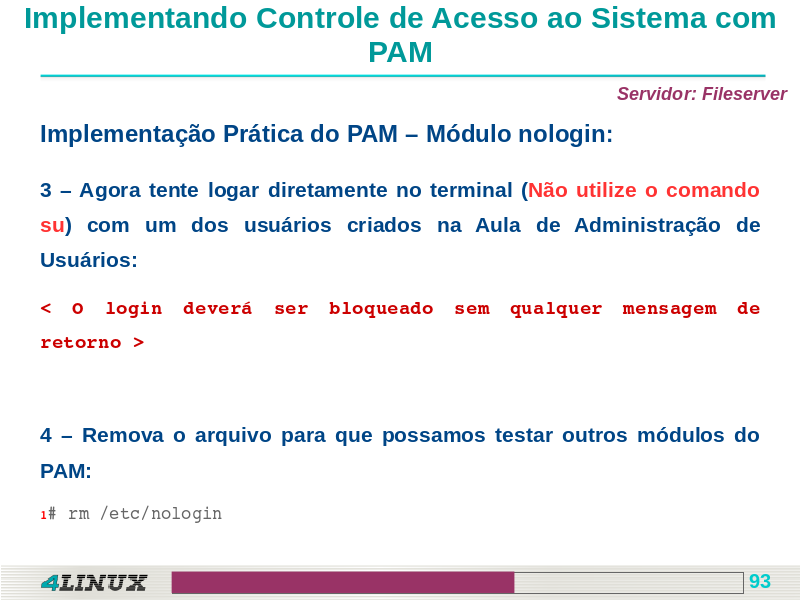 Implementando Controle de Acesso ao Sistema com
PAM
Servidor: Fileserver
Implementação Prática do PAM – Módulo nologin:
3 – Agora tente logar diretamente no terminal (Não utilize o comando
su) com um dos usuários criados na Aula de Administração de
Usuários:
< O login deverá ser bloqueado sem qualquer mensagem de
retorno >
4 – Remova o arquivo para que possamos testar outros módulos do
PAM:
1# rm /etc/nologin
4LINUX
93